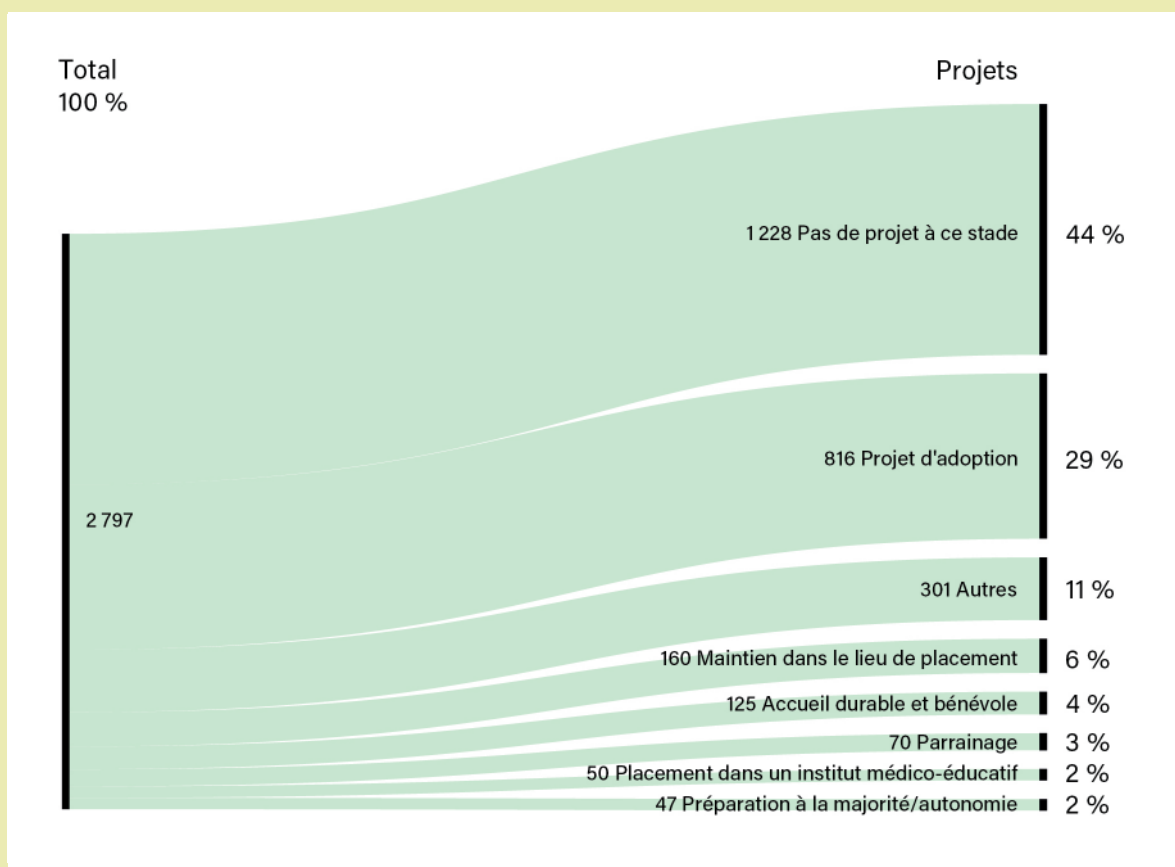 Total
100 %
Projets
1 228 Pas de projet à ce stade
44 %
816 Projet d'adoption
29 %
2 797
301 Autres
11 %
160 Maintien dans le lieu de placement
6 %
125 Accueil durable et bénévole
4 %
70 Parrainage
3 %
50 Placement dans un institut médico-éducatif
2 %
47 Préparation à la majorité/autonomie
2 %